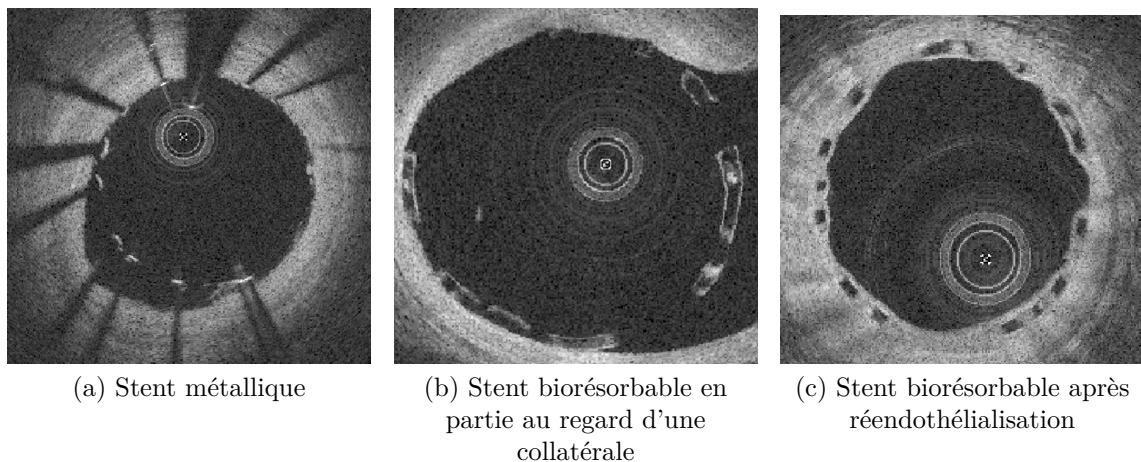 (a) Stent métallique
(b) Stent biorésorbable en
partie au regard d'une
collatérale
(c) Stent biorésorbable après
réendothélialisation